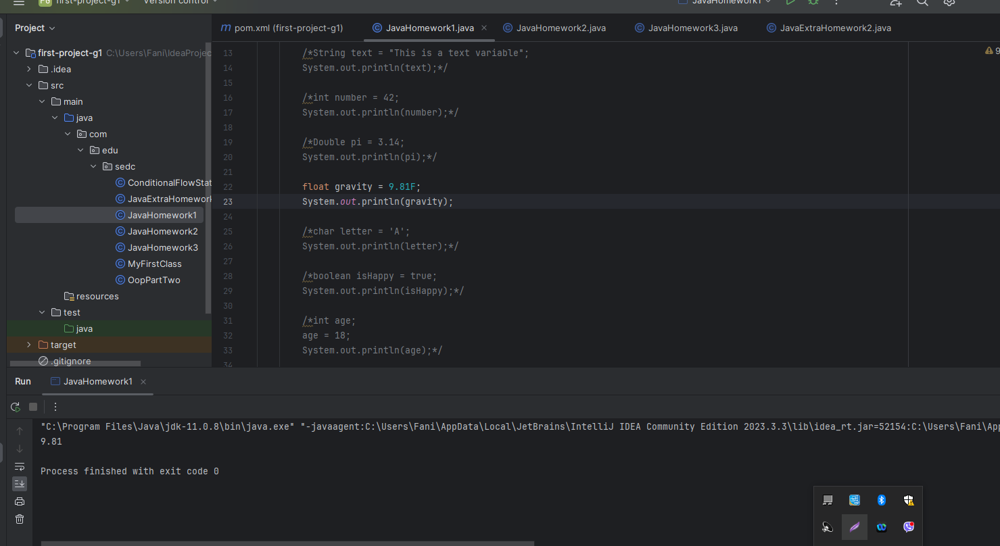 PG first-project-g1 Version control JavaHomework1
Project
pom.xml (first-project-g1) JavaHomework1.java JavaHomework2.java JavaHomework3.java JavaExtraHomework2.java
first-project-g1 C:\Users\Fani\IdeaProjec
.idea
src
main
java
com
edu
sedc
ConditionalFlowStat
JavaExtraHomework
JavaHomework1
JavaHomework2
JavaHomework3
MyFirstClass
OopPartTwo
resources
test
java
target
.gitignore
13 /*String text = "This is a text variable";
14 System.out.println(text);*/
15
16 /*int number = 42;
17 System.out.println(number);*/
18
19 /*Double pi = 3.14;
20 System.out.println(pi);*/
21
22 float gravity = 9.81F;
23 System.out.println(gravity);
24
25 /*char letter = 'A';
26 System.out.println(letter);*/
27
28 /*boolean isHappy = true;
29 System.out.println(isHappy);*/
30
31 /*int age;
32 age = 18;
33 System.out.println(age);*/
34
9
Run JavaHomework1
"C:\Program Files\Java\jdk-11.0.8\bin\java.exe" "-javaagent:C:\Users\Fani\AppData\Local\JetBrains\IntelliJ IDEA Community Edition 2023.3.3\lib\idea_rt.jar=52154:C:\Users\Fani\App
9.81
Process finished with exit code 0